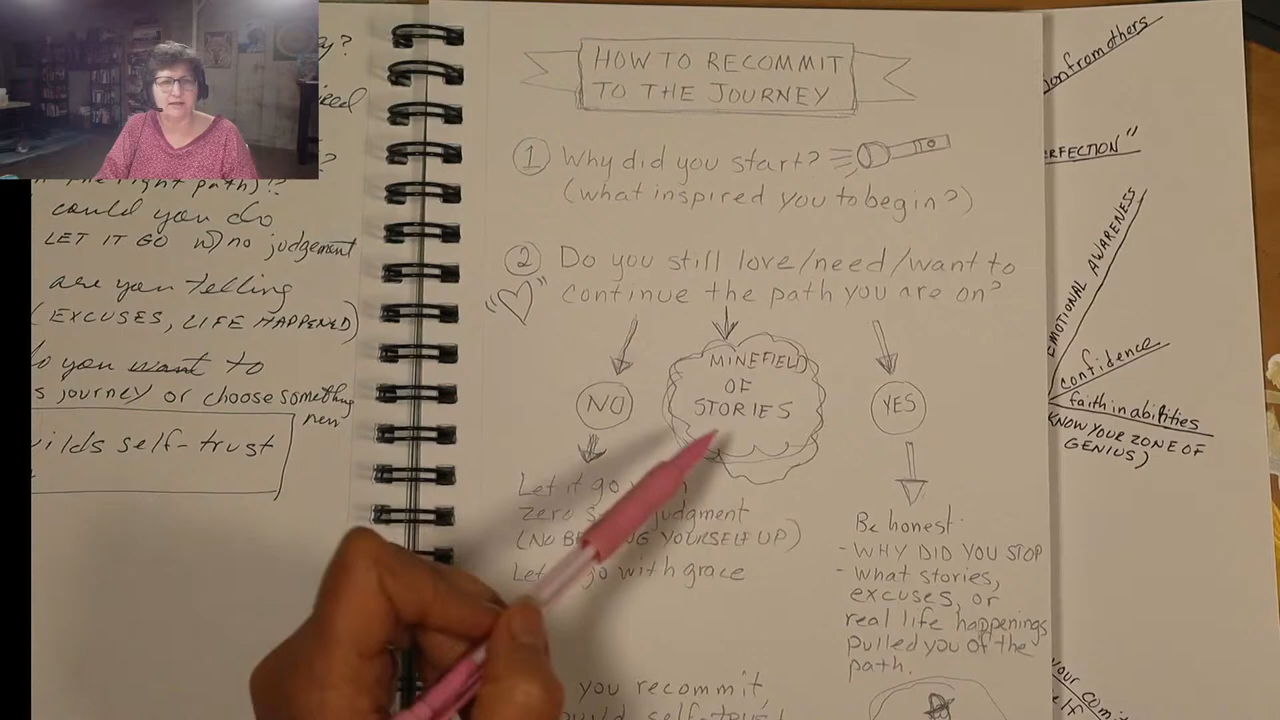 HOW TO RECOMMIT
TO THE JOURNEY
1 Why did you start?
(what inspired you to begin?)
2 Do you still love/need/want to
continue the path you are on?
NO
MINEFIELD
OF
STORIES
YES
Let it go
zero judgment
(NO YOURSELF UP)
go with grace
Be honest
- WHY DID YOU STOP
- What stories,
excuses, or
real life happenings
pulled you of the
path.
you recommit,
the right path)!?
could you do
LET IT GO w/ no judgement
are you telling
(EXCUSES, LIFE HAPPENED)
you want to
s journey or choose something
new
uilds self-trust
from others
ERFECTION"
EMOTIONAL AWARENESS
confidence
faith in abilities
KNOW YOUR ZONE OF
GENIUS)
your